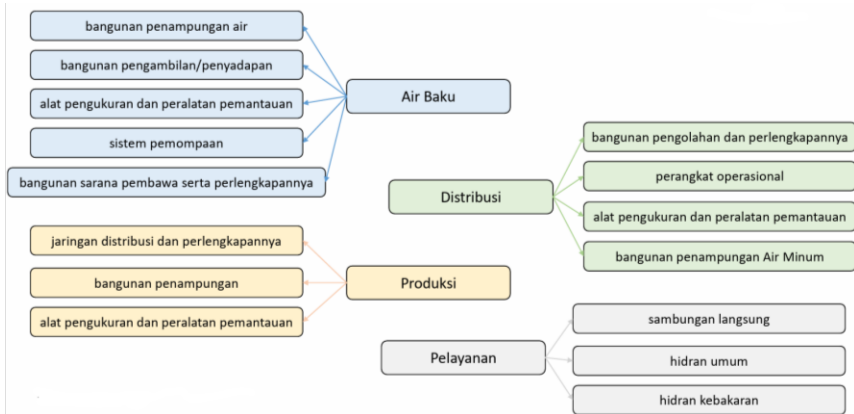 bangunan penampungan air
bangunan pengambilan/penyadapan
alat pengukuran dan peralatan pemantauan
sistem pemompaan
bangunan sarana pembawa serta perlengkapannya
Air Baku
bangunan pengolahan dan perlengkapannya
perangkat operasional
alat pengukuran dan peralatan pemantauan
bangunan penampungan Air Minum
Distribusi
jaringan distribusi dan perlengkapannya
bangunan penampungan
alat pengukuran dan peralatan pemantauan
Produksi
sambungan langsung
hidran umum
hidran kebakaran
Pelayanan